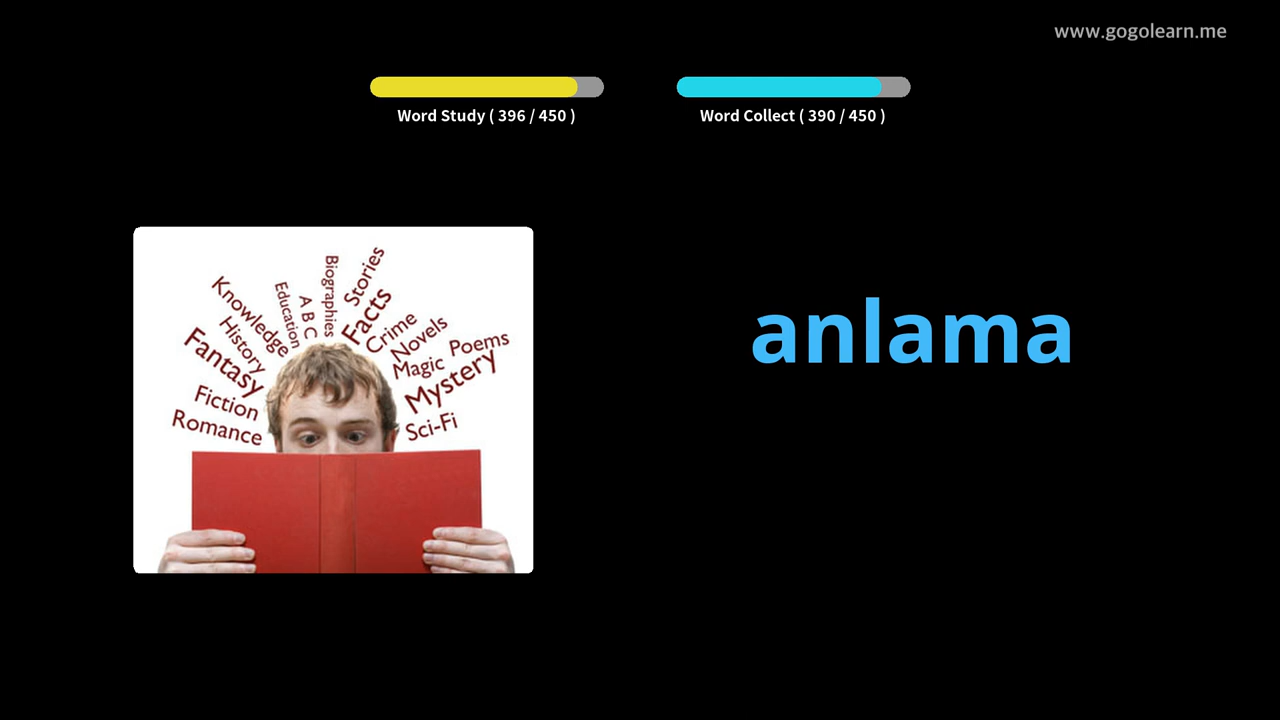 www.gogolearn.me
Word Study ( 396 / 450 )
Word Collect ( 390 / 450 )
Romance
Fiction
Fantasy
History
Knowledge
Education
A B C
Biographies
Stories
Facts
Crime
Novels
Magic
Poems
Mystery
Sci-Fi
anlama